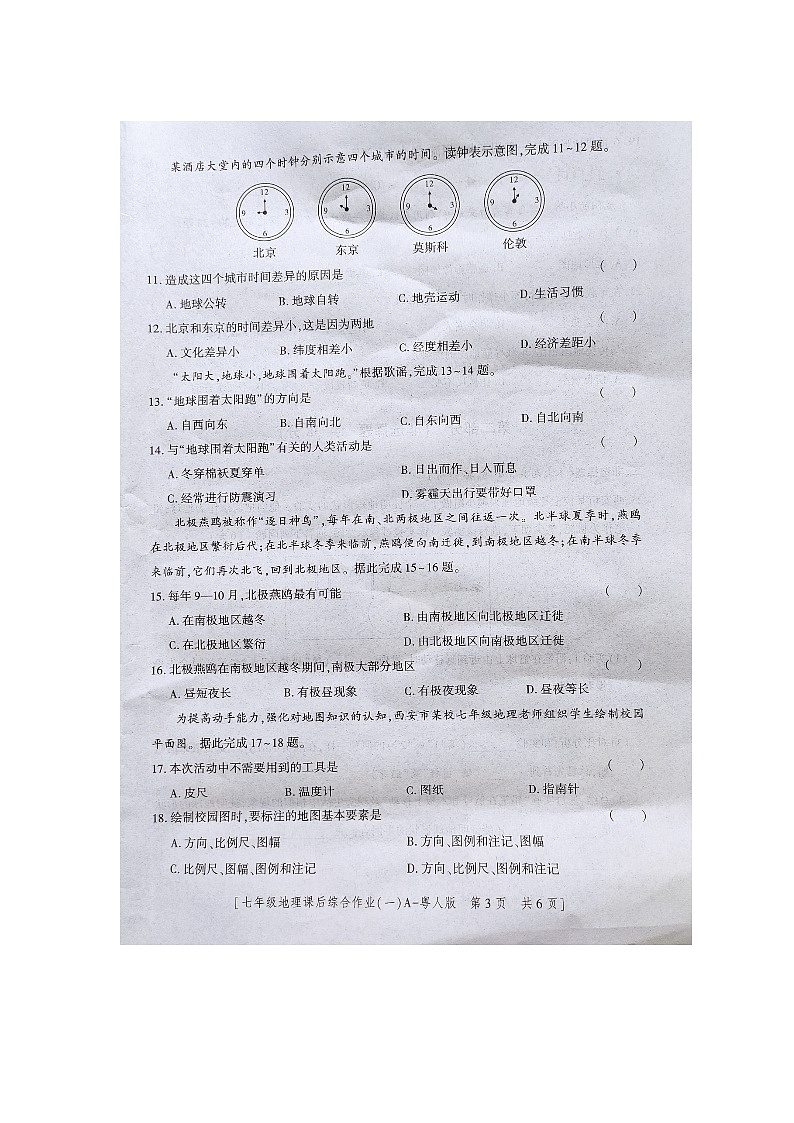 某酒店大堂内的四个时钟分别示意四个城市的时间。读钟表示意图,完成11~12题。
12 12 12 12
9 3 9 3 9 3 9 3
6 6 6 6
北京 东京 莫斯科 伦敦
11. 造成这四个城市时间差异的原因是 ( )
A. 地球公转 B. 地球自转 C. 地壳运动 D. 生活习惯
12. 北京和东京的时间差异小,这是因为两地 ( )
A. 文化差异小 B. 纬度相差小 C. 经度相差小 D. 经济差距小
“太阳大,地球小,地球围着太阳跑。”根据歌谣,完成13~14题。
13. “地球围着太阳跑”的方向是 ( )
A. 自西向东 B. 自南向北 C. 自东向西 D. 自北向南
14. 与“地球围着太阳跑”有关的人类活动是 ( )
A. 冬穿棉袄夏穿单 B. 日出而作、日入而息
C. 经常进行防震演习 D. 雾霾天出行要带好口罩
北极燕鸥被称作“逐日神鸟”,每年在南、北两极地区之间往返一次。北半球夏季时,燕鸥
在北极地区繁衍后代;在北半球冬季来临前,燕鸥便向南迁徙,到南极地区越冬;在南半球冬季
来临前,它们再次北飞,回到北极地区。据此完成15~16题。
15. 每年9—10月,北极燕鸥最有可能 ( )
A. 在南极地区越冬 B. 由南极地区向北极地区迁徙
C. 在北极地区繁衍 D. 由北极地区向南极地区迁徙
16. 北极燕鸥在南极地区越冬期间,南极大部分地区 ( )
A. 昼短夜长 B. 有极昼现象 C. 有极夜现象 D. 昼夜等长
为提高动手能力,强化对地图知识的认知,西安市某校七年级地理老师组织学生绘制校园
平面图。据此完成17~18题。
17. 本次活动中不需要用到的工具是 ( )
A. 皮尺 B. 温度计 C. 图纸 D. 指南针
18. 绘制校园图时,要标注的地图基本要素是 ( )
A. 方向、比例尺、图幅 B. 方向、图例和注记、图幅
C. 比例尺、图幅、图例和注记 D. 方向、比例尺、图例和注记
[七年级地理课后综合作业(一)A-粤人版 第3页 共6页]